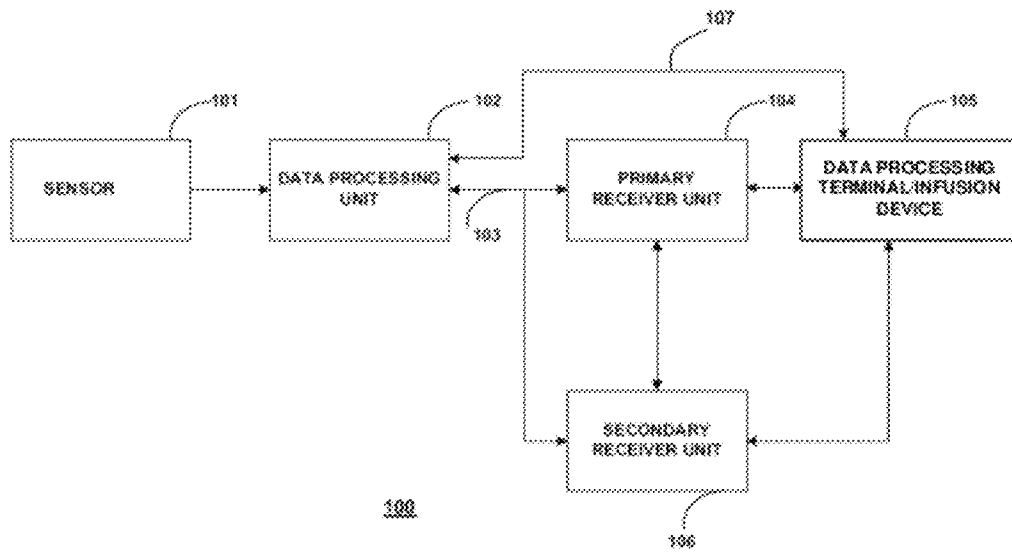 107
101
102
104
105
SENSOR
DATA PROCESSING
UNIT
PRIMARY
RECEIVER UNIT
DATA PROCESSING
TERMINAL/INFUSION
DEVICE
103
SECONDARY
RECEIVER UNIT
100
106